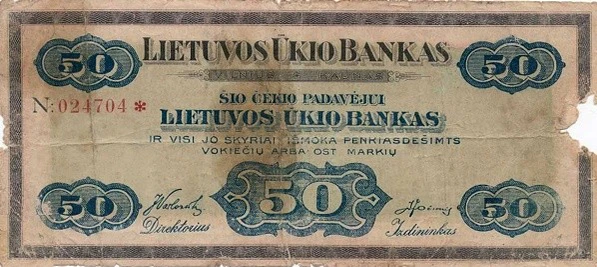 50 LIETUVOS ŪKIO BANKAS 50
VILNIUS KAUNAS
N: 024704 *
ŠIO ČEKIO PADAVĖJUI
LIETUVOS ŪKIO BANKAS
IR VISI JO SKYRIAI IŠMOKA PENKIASDEŠIMTS
VOKIEČIŲ ARBA OST MARKIŲ
50 50 50
Direktorius Iždininkas